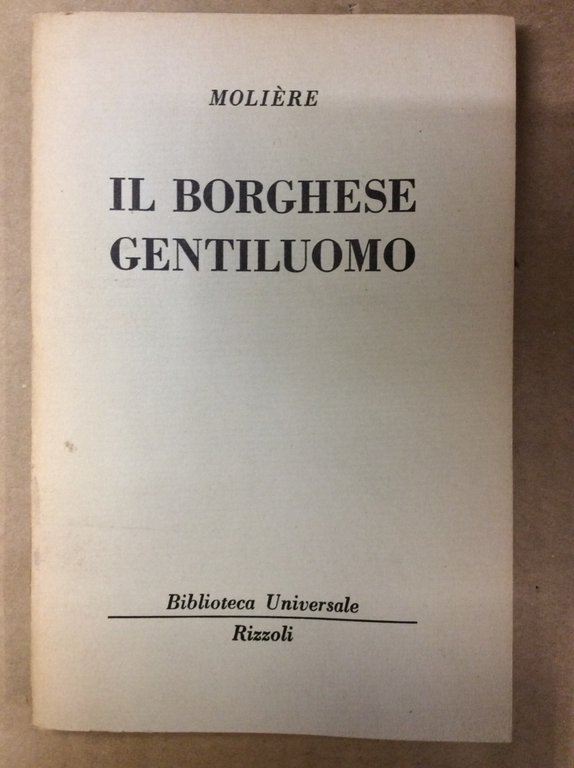 MOLIÈRE
IL BORGHESE
GENTILUOMO
Biblioteca Universale
Rizzoli